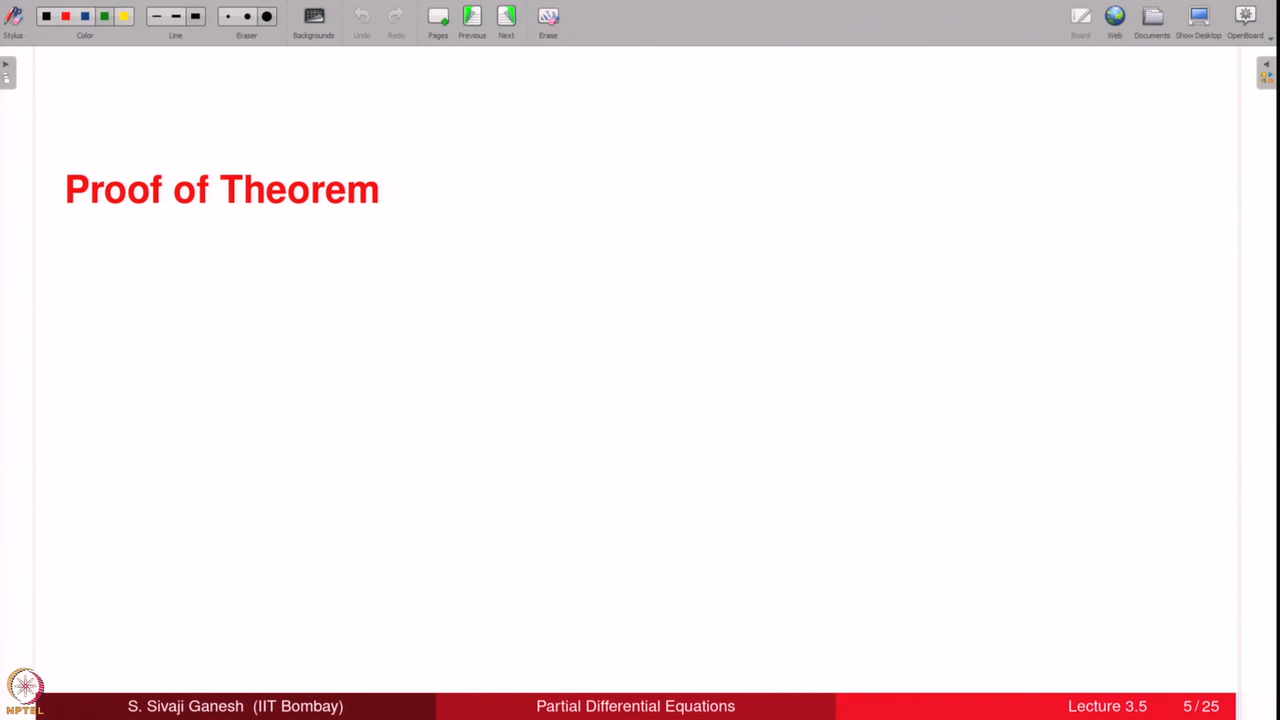 Stylus
Color
Line
Eraser
Backgrounds
Undo
Redo
Pages
Previous
Next
Erase
Board
Web
Documents
Show Desktop
OpenBoard
Proof of Theorem
NPTEL
S. Sivaji Ganesh (IIT Bombay)
Partial Differential Equations
Lecture 3.5
5 / 25